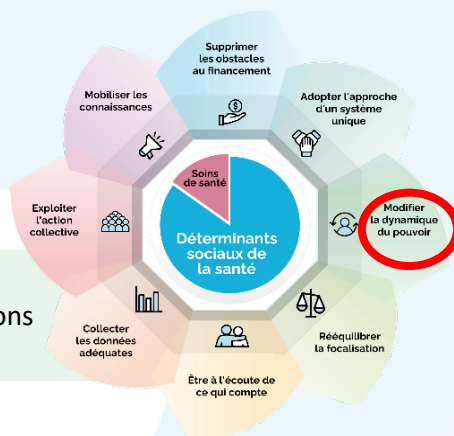 Supprimer
les obstacles
au financement
Adopter l'approche
d'un système
unique
Modifier
la dynamique
du pouvoir
Rééquilibrer
la focalisation
Être à l'écoute de
ce qui compte
Collecter
les données
adéquates
Exploiter
l'action
collective
Mobiliser les
connaissances
Soins
de santé
Déterminants
sociaux de
la santé